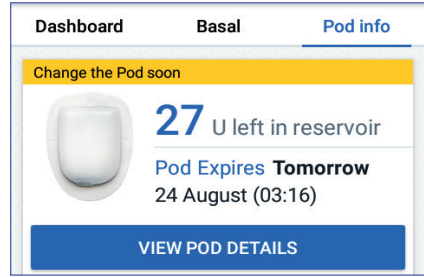 Dashboard Basal Pod info
Change the Pod soon
27 U left in reservoir
Pod Expires Tomorrow
24 August (03:16)
VIEW POD DETAILS